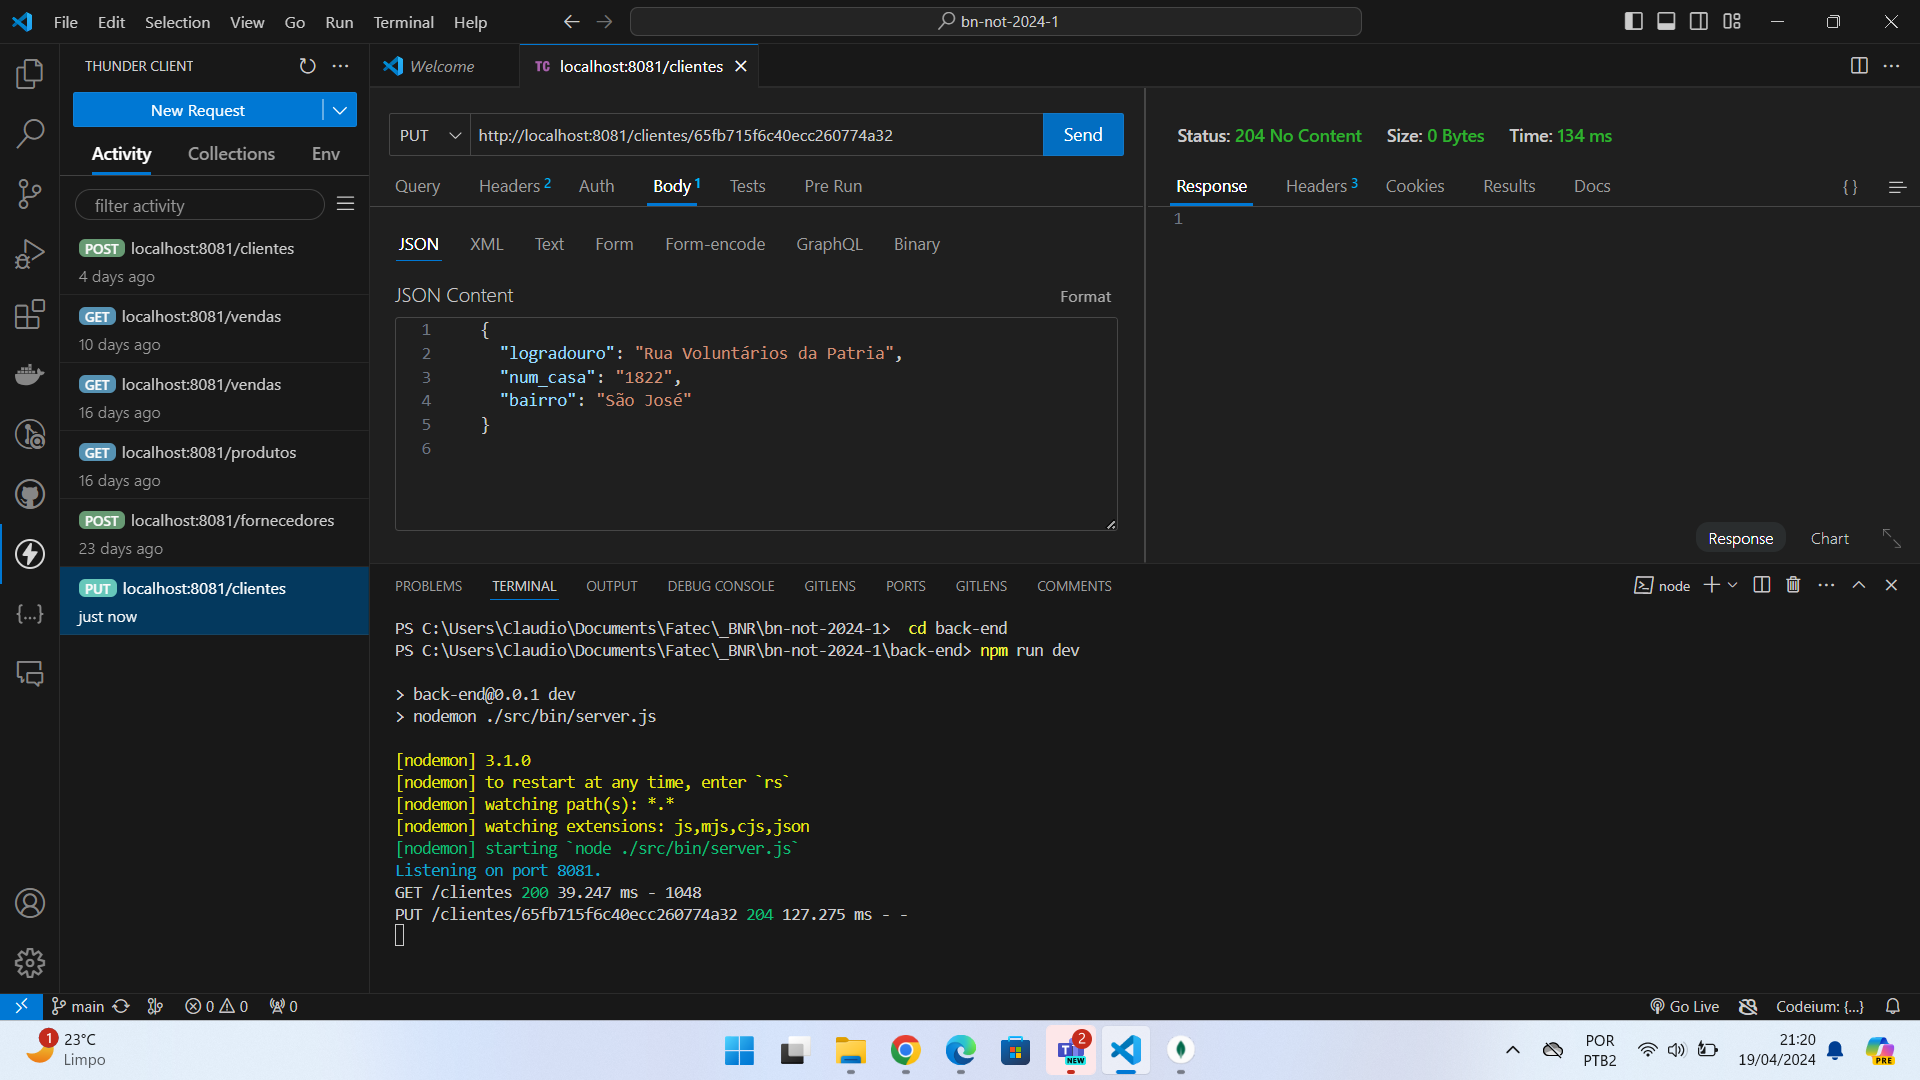 File Edit Selection View Go Run Terminal Help
bn-not-2024-1
THUNDER CLIENT
New Request
Activity Collections Env
filter activity
POST localhost:8081/clientes
4 days ago
GET localhost:8081/vendas
10 days ago
GET localhost:8081/vendas
16 days ago
GET localhost:8081/produtos
16 days ago
POST localhost:8081/fornecedores
23 days ago
PUT localhost:8081/clientes
just now
Welcome
TC localhost:8081/clientes
PUT http://localhost:8081/clientes/65fb715f6c40ecc260774a32 Send
Query Headers 2 Auth Body 1 Tests Pre Run
JSON XML Text Form Form-encode GraphQL Binary
JSON Content Format
1 {
2 "logradouro": "Rua Voluntários da Patria",
3 "num_casa": "1822",
4 "bairro": "São José"
5 }
6
Status: 204 No Content Size: 0 Bytes Time: 134 ms
Response Headers 3 Cookies Results Docs { }
1
Response Chart
PROBLEMS TERMINAL OUTPUT DEBUG CONSOLE GITLENS PORTS GITLENS COMMENTS
node
PS C:\Users\Claudio\Documents\Fatec\_BNR\bn-not-2024-1> cd back-end
PS C:\Users\Claudio\Documents\Fatec\_BNR\bn-not-2024-1\back-end> npm run dev
> back-end@0.0.1 dev
> nodemon ./src/bin/server.js
[nodemon] 3.1.0
[nodemon] to restart at any time, enter `rs`
[nodemon] watching path(s): *.*
[nodemon] watching extensions: js,mjs,cjs,json
[nodemon] starting `node ./src/bin/server.js`
Listening on port 8081.
GET /clientes 200 39.247 ms - 1048
PUT /clientes/65fb715f6c40ecc260774a32 204 127.275 ms - -
main 0 0 0
Go Live Codeium: {...}
1
23°C
Limpo
2
NEW
POR
PTB2
21:20
19/04/2024
PRE